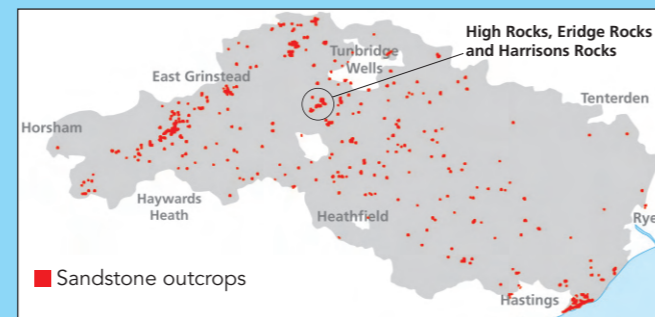 High Rocks, Eridge Rocks
and Harrisons Rocks
Tunbridge
Wells
East Grinstead
Tenterden
Horsham
Haywards
Heath
Heathfield
Rye
Sandstone outcrops
Hastings